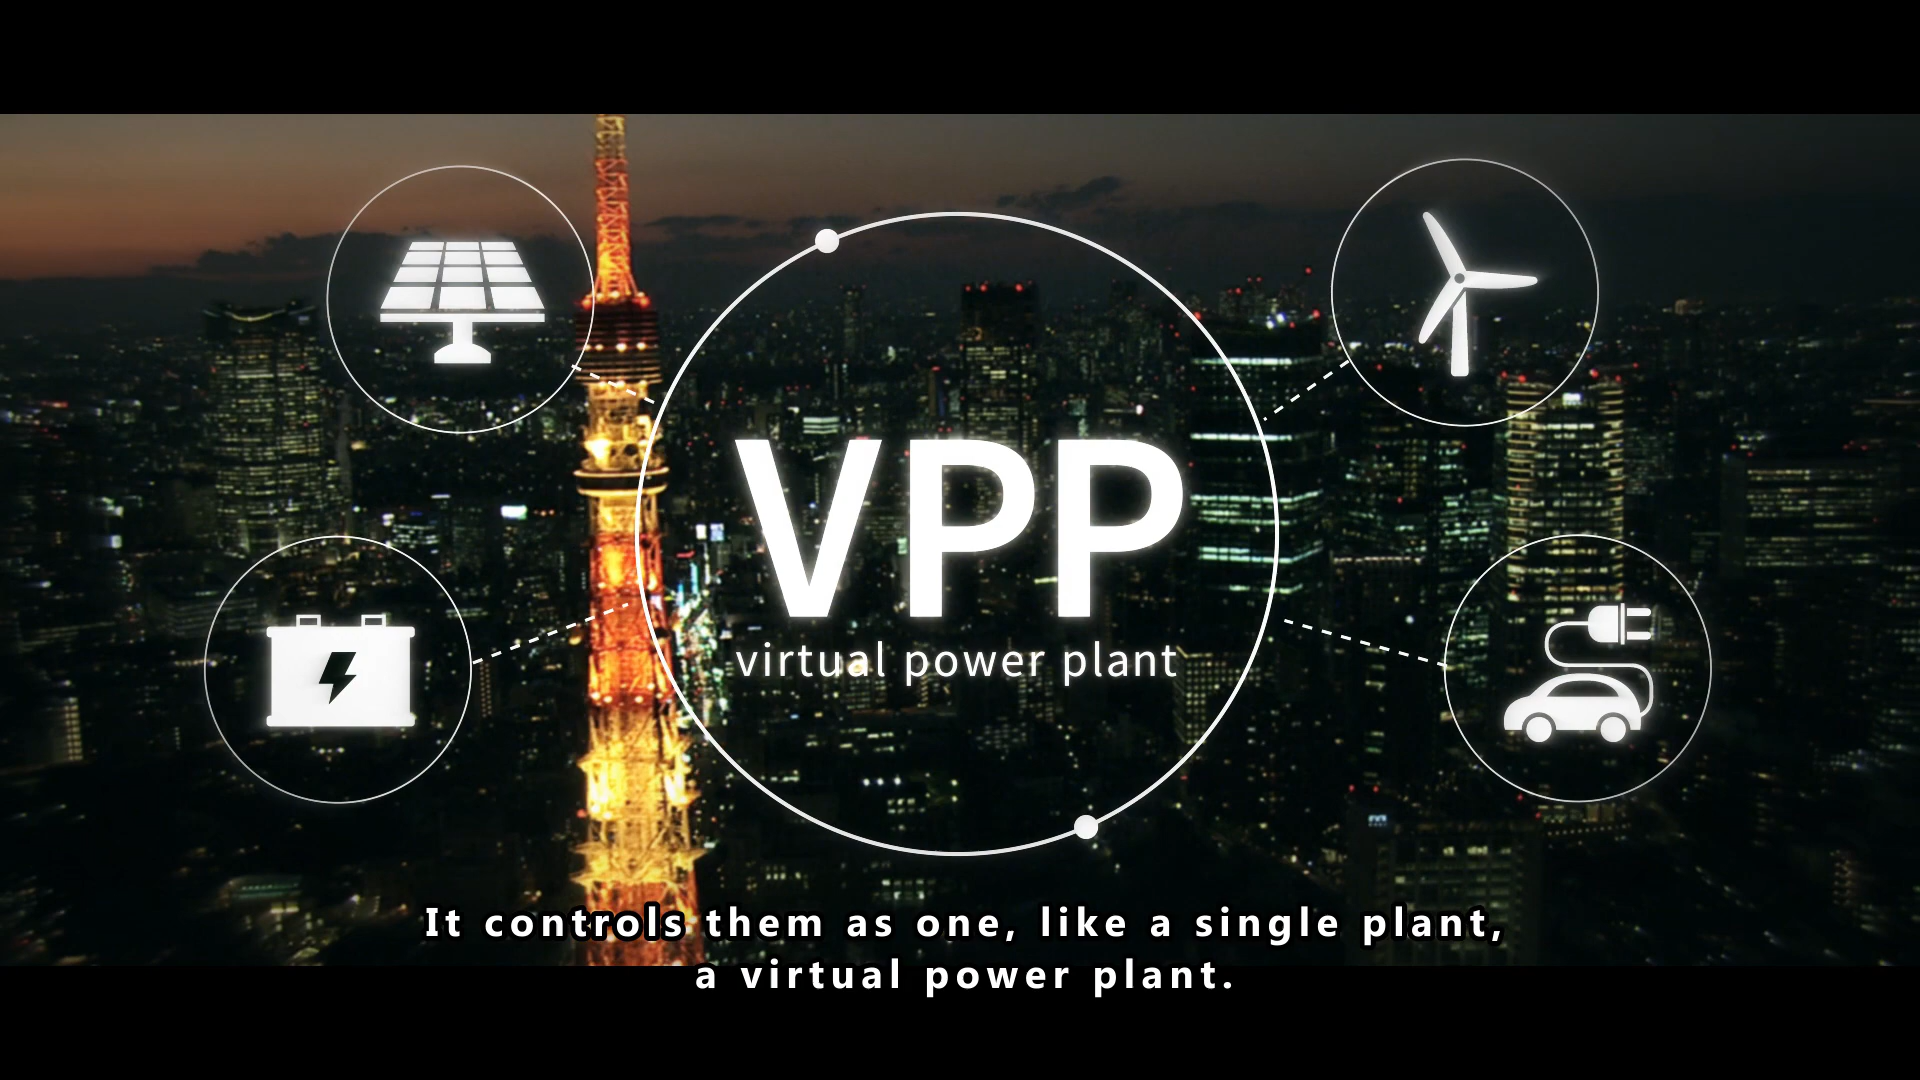 VPP
virtual power plant
It controls them as one, like a single plant,
a virtual power plant.